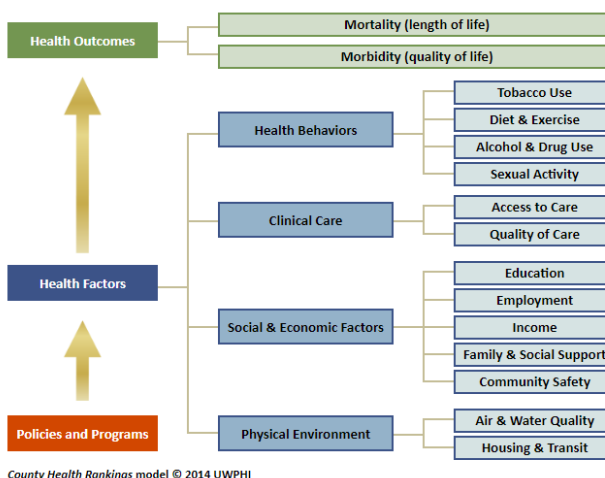 Health Outcomes
Mortality (length of life)
Morbidity (quality of life)
Health Behaviors
Tobacco Use
Diet & Exercise
Alcohol & Drug Use
Sexual Activity
Clinical Care
Access to Care
Quality of Care
Health Factors
Social & Economic Factors
Education
Employment
Income
Family & Social Support
Community Safety
Policies and Programs
Physical Environment
Air & Water Quality
Housing & Transit
County Health Rankings model © 2014 UWPHI